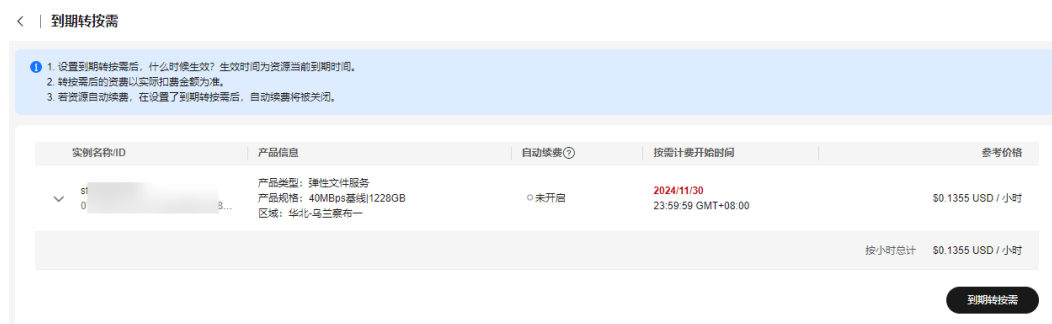 到期转按需
1. 设置到期转按需后，什么时候生效？生效时间为资源当前到期时间。
2. 转按需后的资费以实际扣费金额为准。
3. 若资源自动续费，在设置了到期转按需后，自动续费将被关闭。
实例名称/ID 产品信息 自动续费 按需计费开始时间 参考价格
产品类型：弹性文件服务
产品规格：40MBps基线|1228GB
区域：华北-乌兰察布一
未开启
2024/11/30
23:59:59 GMT+08:00
$0.1355 USD / 小时
按小时总计 $0.1355 USD / 小时
到期转按需